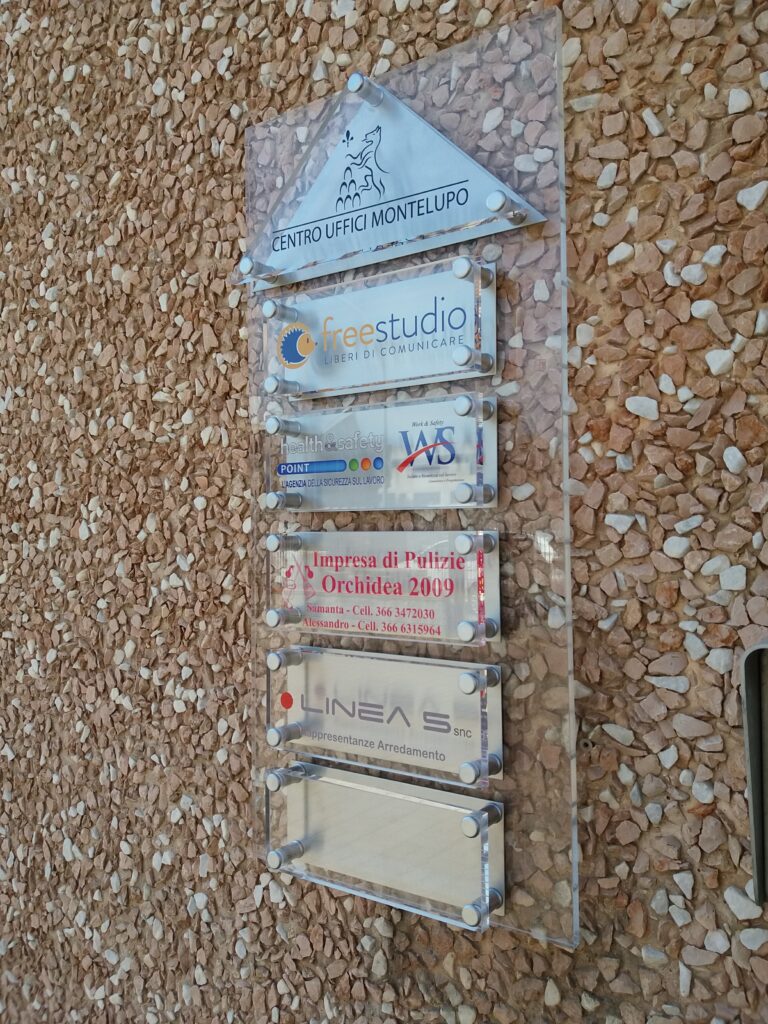 CENTRO UFFICI MONTELUPO
freestudio
LIBERI DI COMUNICARE
health&safety
POINT
L'AGENZIA DELLA SICUREZZA SUL LAVORO
Work & Safety
WS
Impresa di Pulizie
Orchidea 2009
Samanta - Cell. 366 3472030
Alessandro - Cell. 366 6315964
LINEA S snc
Rappresentanze Arredamento